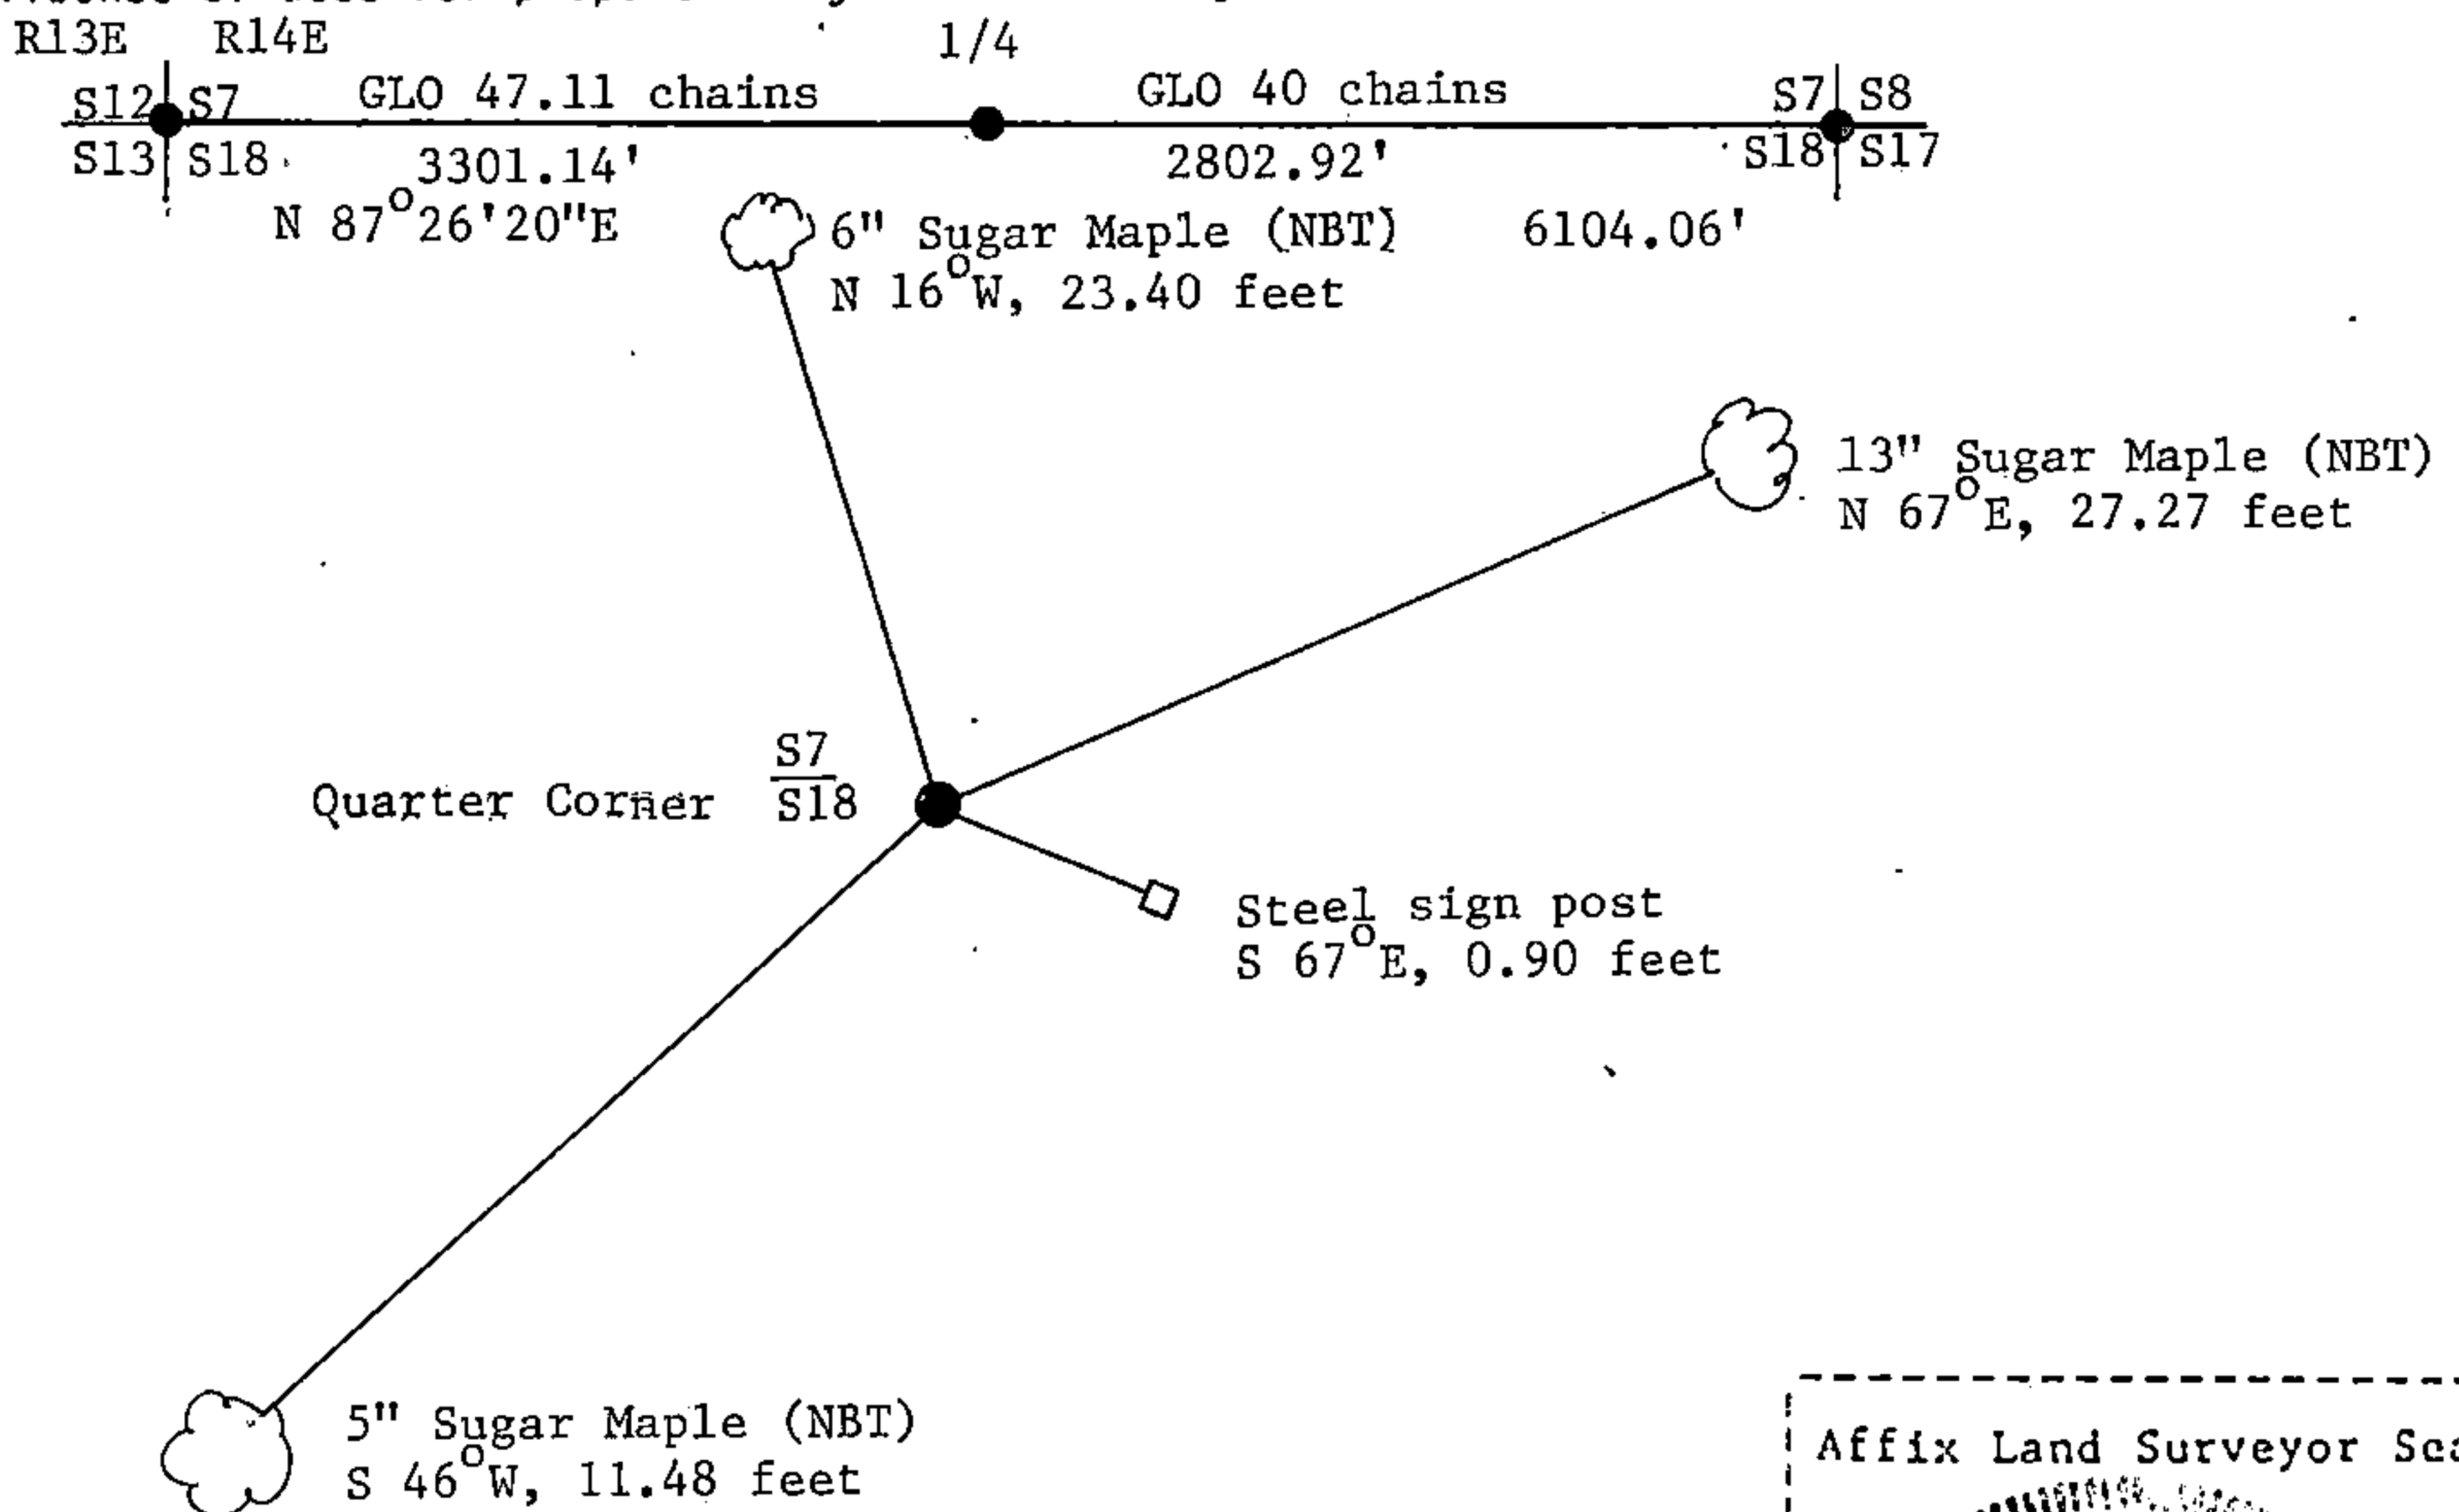 R13E R14E
1/4
S12 S7 GLO 47.11 chains GLO 40 chains S7 S8
S13 S18 3301.14' 2802.92' S18 S17
N 87°26'20"E 6" Sugar Maple (NBT) 6104.06'
N 16°W, 23.40 feet
13" Sugar Maple (NBT)
N 67°E, 27.27 feet
S7
Quarter Corner S18
Steel sign post
S 67°E, 0.90 feet
5" Sugar Maple (NBT)
S 46°W, 11.48 feet
Affix Land Surveyor